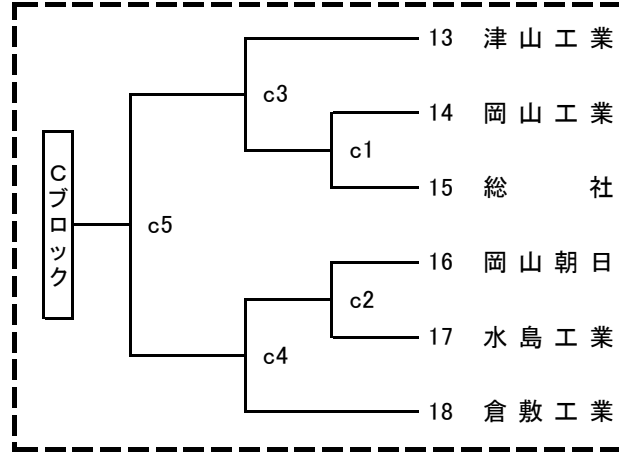 13 津山工業
c3
14 岡山工業
c1
15 総社
Cブロック
c5
16 岡山朝日
c2
17 水島工業
c4
18 倉敷工業